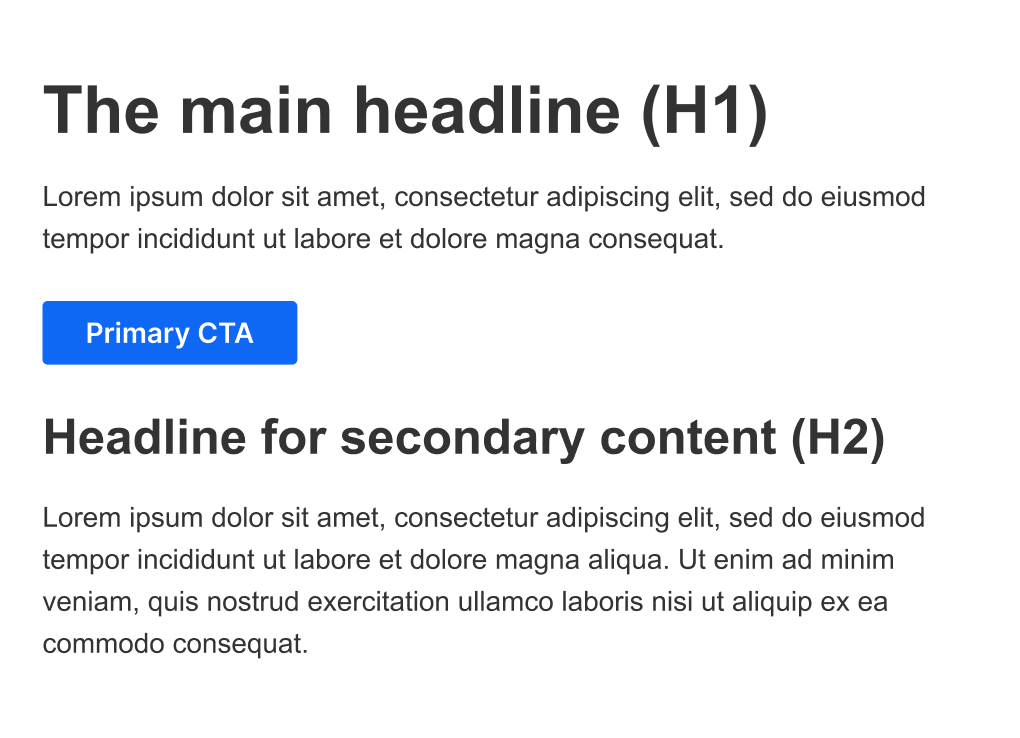 The main headline (H1)
Lorem ipsum dolor sit amet, consectetur adipiscing elit, sed do eiusmod
tempor incididunt ut labore et dolore magna consequat.
Primary CTA
Headline for secondary content (H2)
Lorem ipsum dolor sit amet, consectetur adipiscing elit, sed do eiusmod
tempor incididunt ut labore et dolore magna aliqua. Ut enim ad minim
veniam, quis nostrud exercitation ullamco laboris nisi ut aliquip ex ea
commodo consequat.